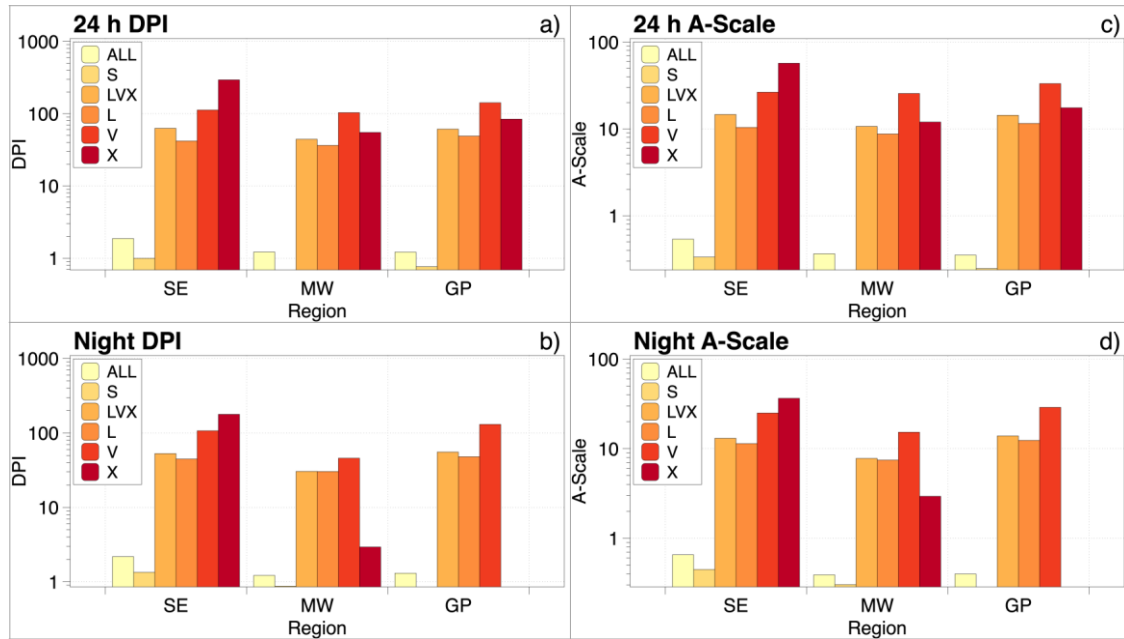 24 h DPI
a)
1000
100
10
1
DPI
ALL
S
LVX
L
V
X
SE
MW
GP
Region
24 h A-Scale
c)
100
10
1
A-Scale
ALL
S
LVX
L
V
X
SE
MW
GP
Region
Night DPI
b)
1000
100
10
1
DPI
ALL
S
LVX
L
V
X
SE
MW
GP
Region
Night A-Scale
d)
100
10
1
A-Scale
ALL
S
LVX
L
V
X
SE
MW
GP
Region